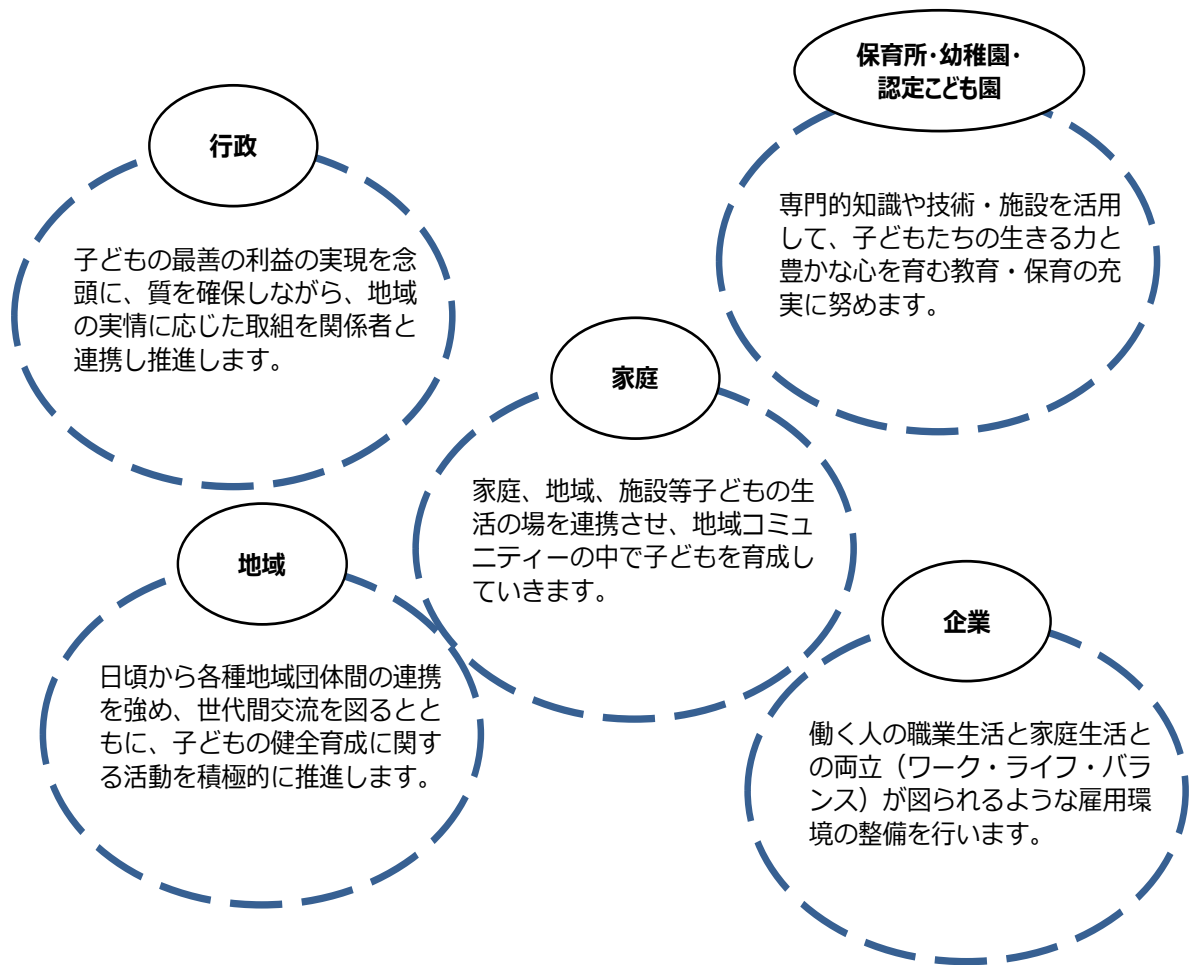 保育所・幼稚園・
認定こども園
専門的知識や技術・施設を活用
して、子どもたちの生きる力と
豊かな心を育む教育・保育の充
実に努めます。
行政
子どもの最善の利益の実現を念
頭に、質を確保しながら、地域
の実情に応じた取組を関係者と
連携し推進します。
家庭
家庭、地域、施設等子どもの生
活の場を連携させ、地域コミュ
ニティーの中で子どもを育成し
ていきます。
地域
日頃から各種地域団体間の連携
を強め、世代間交流を図るとと
もに、子どもの健全育成に関す
る活動を積極的に推進します。
企業
働く人の職業生活と家庭生活と
の両立（ワーク・ライフ・バラ
ンス）が図られるような雇用環
境の整備を行います。